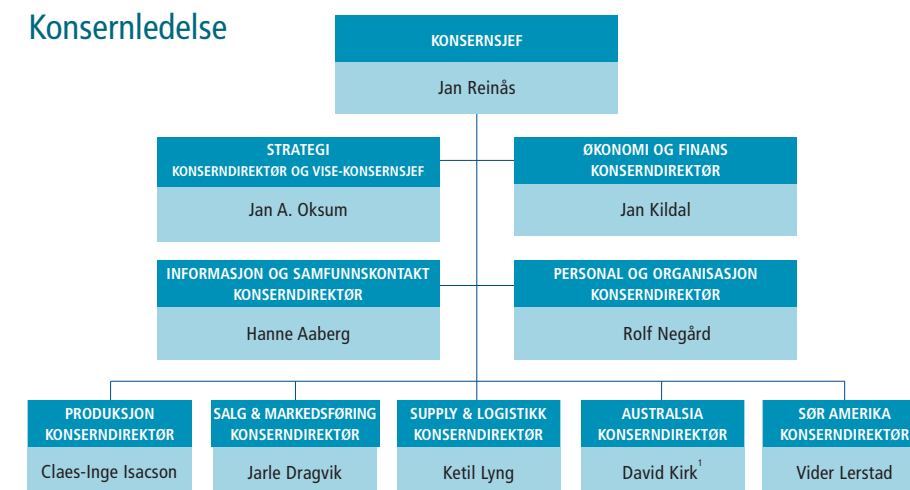 Konsernledelse
KONSERNSJEF
Jan Reinås
STRATEGI
KONSERNDIREKTØR OG VISE-KONSERNSJEF
Jan A. Oksum
ØKONOMI OG FINANS
KONSERNDIREKTØR
Jan Kildal
INFORMASJON OG SAMFUNNSKONTAKT
KONSERNDIREKTØR
Hanne Aaberg
PERSONAL OG ORGANISASJON
KONSERNDIREKTØR
Rolf Negård
PRODUKSJON
KONSERNDIREKTØR
Claes-Inge Isacson
SALG & MARKEDSFØRING
KONSERNDIREKTØR
Jarle Dragvik
SUPPLY & LOGISTIKK
KONSERNDIREKTØR
Ketil Lyng
AUSTRALSIA
KONSERNDIREKTØR
David Kirk¹
SØR AMERIKA
KONSERNDIREKTØR
Vider Lerstad